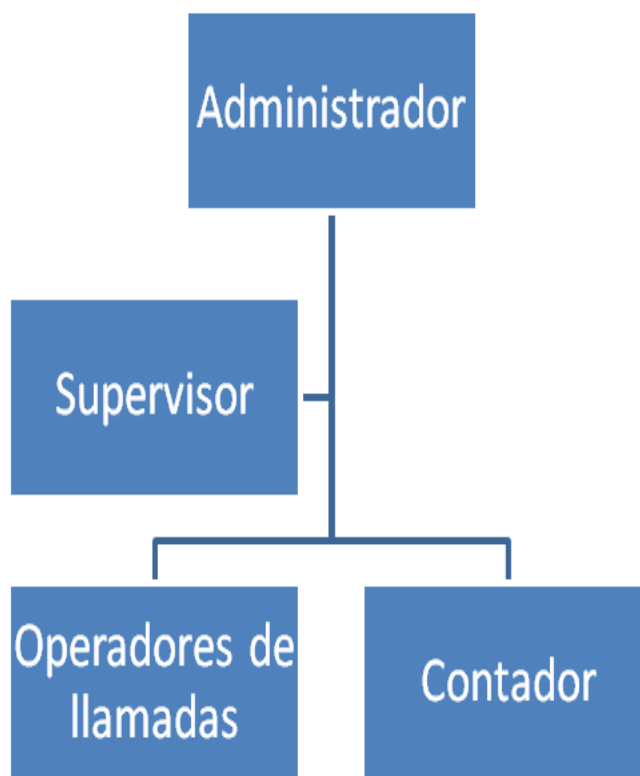 Administrador
Supervisor
Operadores de
llamadas
Contador